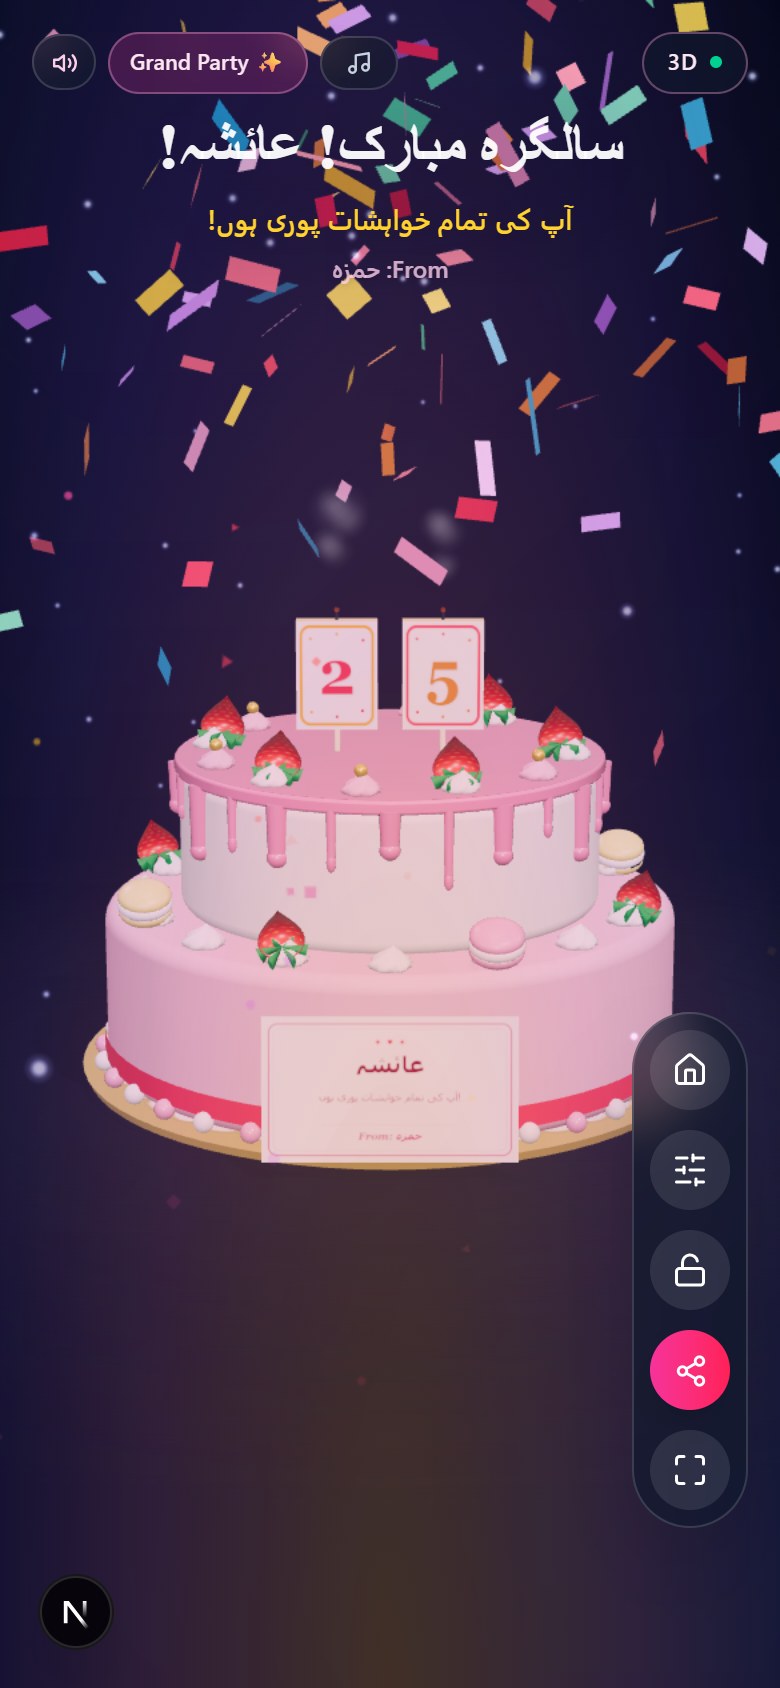 Grand Party ✨
3D
سالگرہ مبارک! عائشہ!
آپ کی تمام خواہشات پوری ہوں!
From: حمزہ
2 5
عائشہ
آپ کی تمام خواہشات پوری ہوں!
From: حمزہ
N